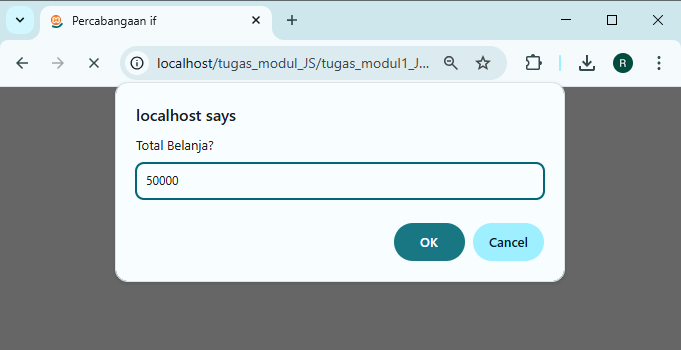 Percabangaan if
localhost/tugas_modul_JS/tugas_modul1_J...
R
localhost says
Total Belanja?
50000
OK
Cancel